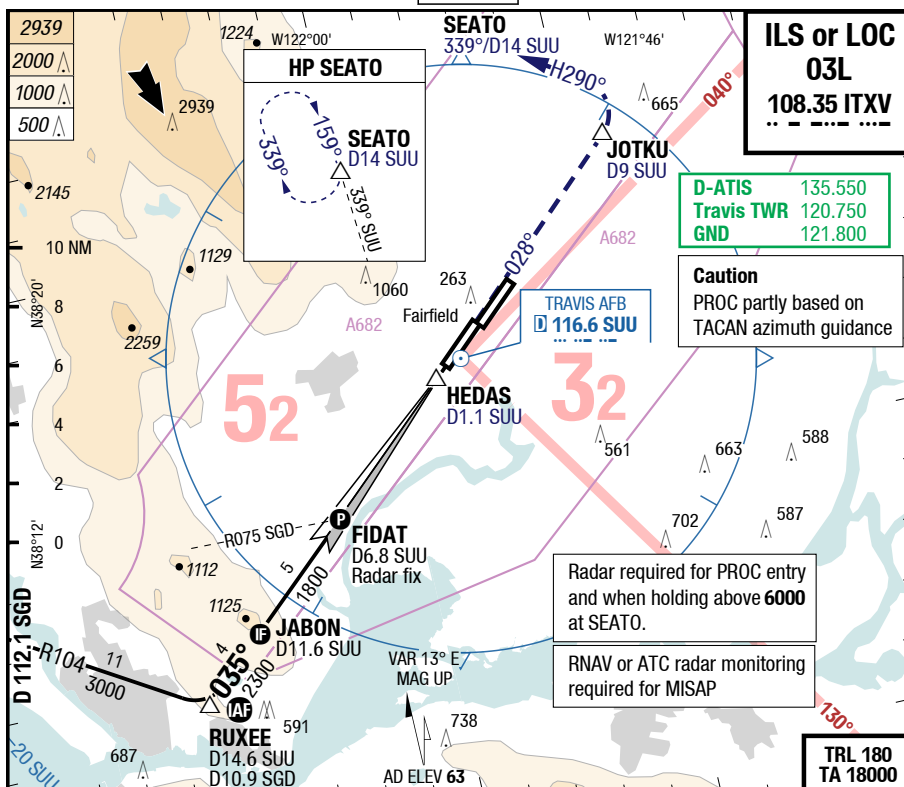 2939
2000
1000
500
1224
W122°00'
SEATO
339°/D14 SUU
W121°46'
ILS or LOC
03L
108.35 ITXV
HP SEATO
159°
339°
SEATO
D14 SUU
339° SUU
H290°
040°
2939
665
JOTKU
D9 SUU
D-ATIS 135.550
Travis TWR 120.750
GND 121.800
2145
10 NM
1129
N38°20'
8
1060
263
028°
A682
Caution
PROC partly based on
TACAN azimuth guidance
Fairfield
A682
TRAVIS AFB
D 116.6 SUU
2259
6
HEDAS
D1.1 SUU
52
32
4
561
663
588
2
702
587
R075 SGD
P
FIDAT
D6.8 SUU
Radar fix
0
N38°12'
1112
5
1800
Radar required for PROC entry
and when holding above 6000
at SEATO.
1125
IF
JABON
D11.6 SUU
D 112.1 SGD
R104
11
3000
4
035°
2300
VAR 13° E
MAG UP
RNAV or ATC radar monitoring
required for MISAP
IAF
591
RUXEE
D14.6 SUU
D10.9 SGD
687
738
130°
-20 SUU
AD ELEV 63
TRL 180
TA 18000